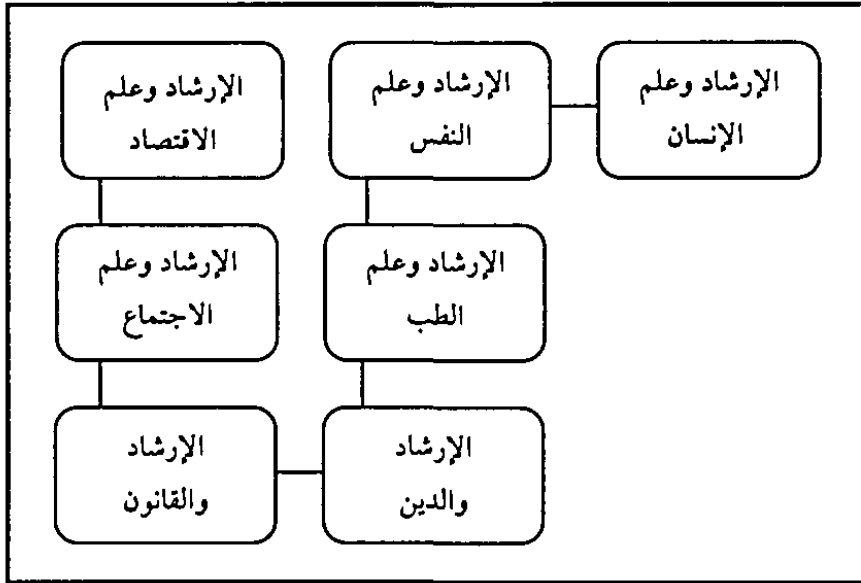 الإرشاد وعلم
الإنسان
الإرشاد وعلم
النفس
الإرشاد وعلم
الاقتصاد
الإرشاد وعلم
الطب
الإرشاد وعلم
الاجتماع
الإرشاد
والدين
الإرشاد
والقانون